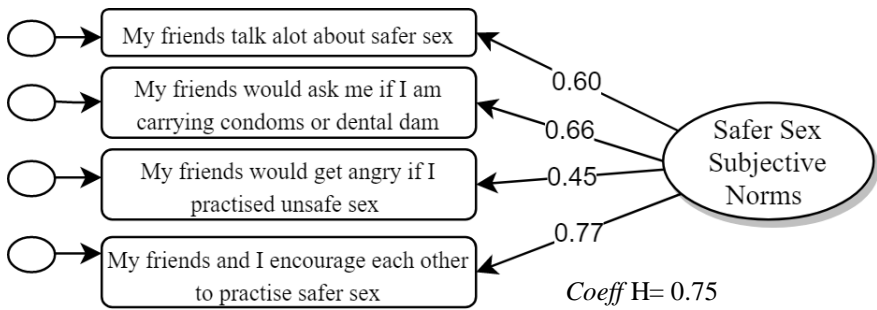 My friends talk alot about safer sex
My friends would ask me if I am
carrying condoms or dental dam
My friends would get angry if I
practised unsafe sex
My friends and I encourage each other
to practise safer sex
0.60
0.66
0.45
0.77
Safer Sex
Subjective
Norms
Coeff H= 0.75